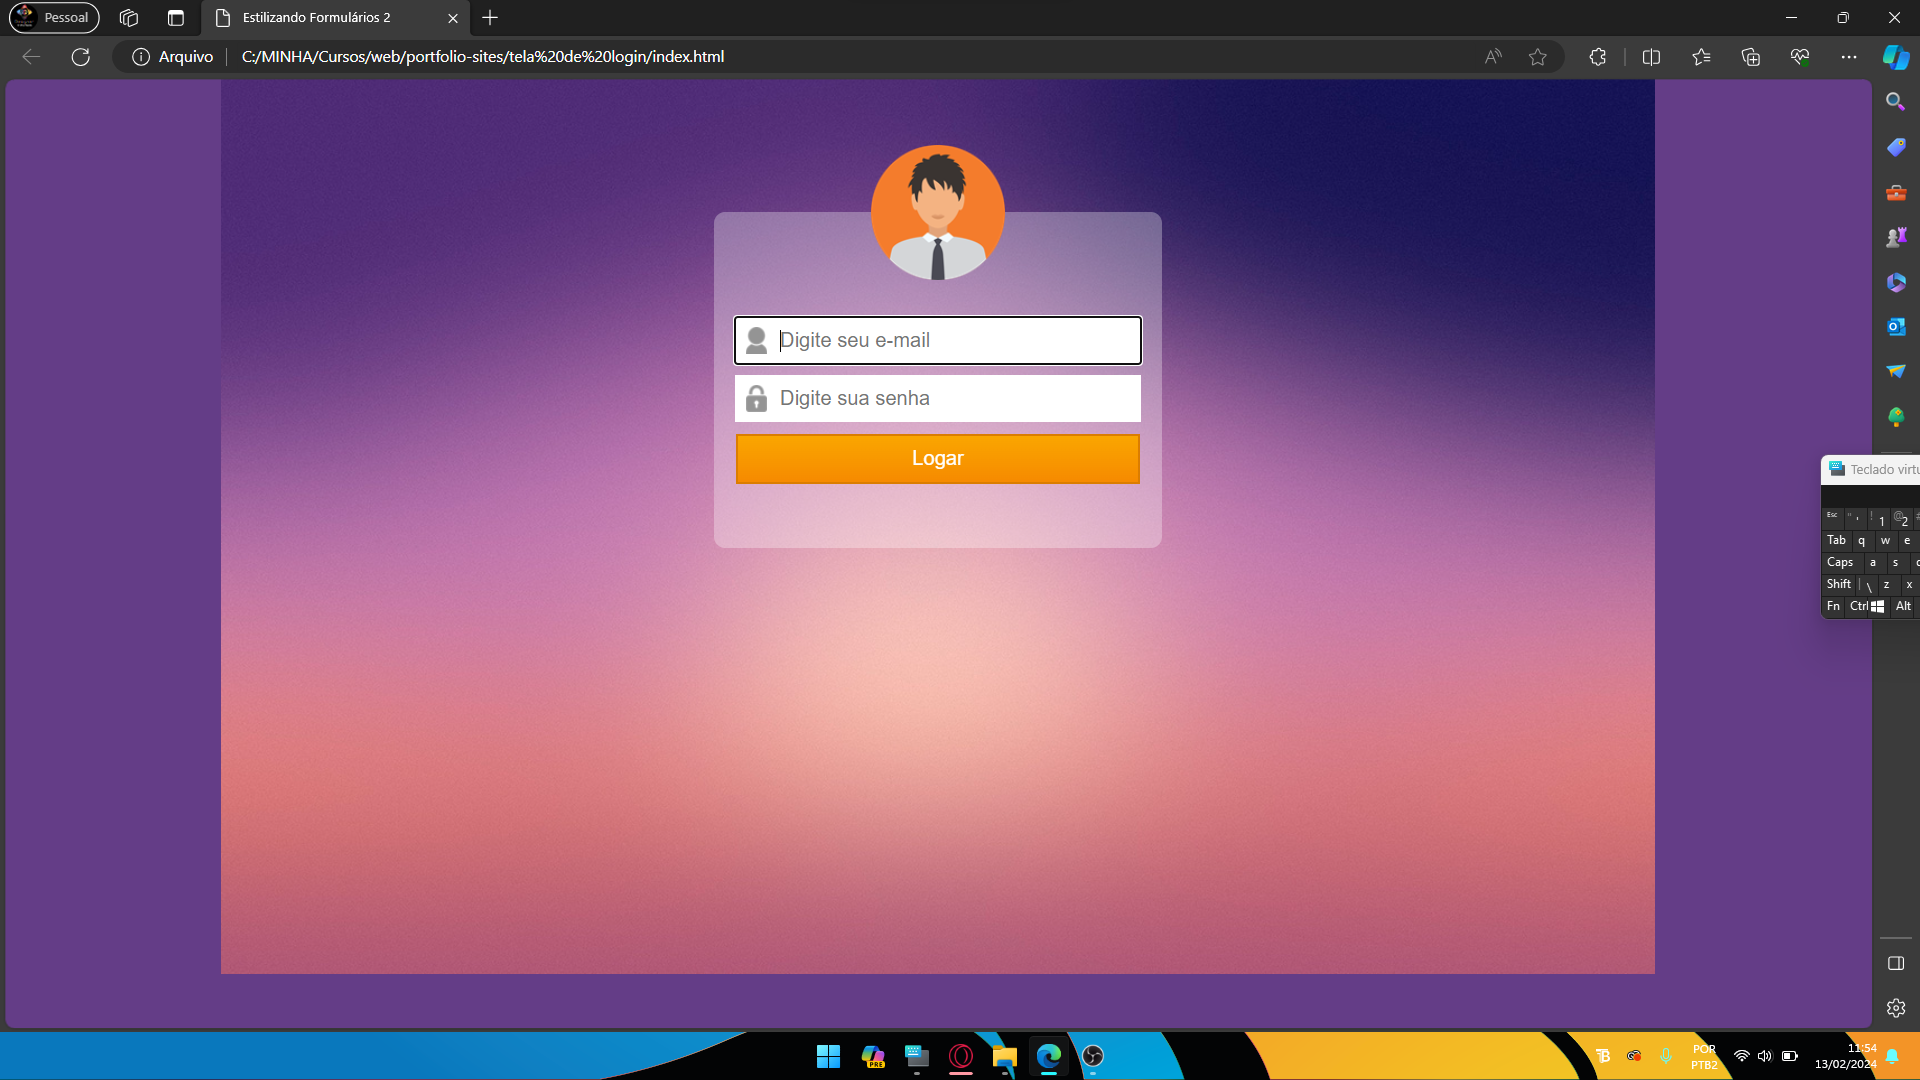 Pessoal
Estilizando Formulários 2
Arquivo
C:/MINHA/Cursos/web/portfolio-sites/tela%20de%20login/index.html
Digite seu e-mail
Digite sua senha
Logar
Teclado virtu
Esc " ' ! 1 @ 2
Tab q w e
Caps a s
Shift | \ z x
Fn Ctrl Alt
PRE
POR
PTB2
11:54
13/02/2024